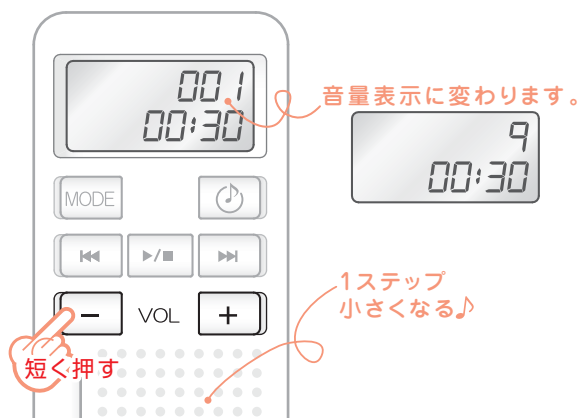 001
00:30
音量表示に変わります。
9
00:30
MODE
⏮
▶/■
⏭
1ステップ
小さくなる♪
− VOL +
短く押す